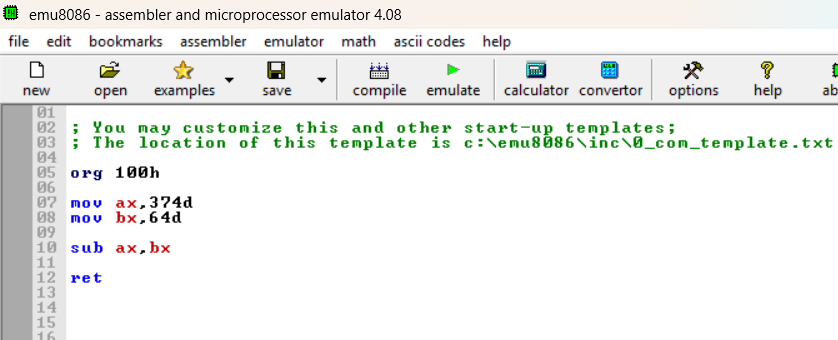 emu8086 - assembler and microprocessor emulator 4.08
file edit bookmarks assembler emulator math ascii codes help
new open examples save compile emulate calculator convertor options help ab
01
02 ; You may customize this and other start-up templates;
03 ; The location of this template is c:\emu8086\inc\0_com_template.txt
04
05 org 100h
06
07 mov ax,374d
08 mov bx,64d
09
10 sub ax,bx
11
12 ret
13
14
15
16